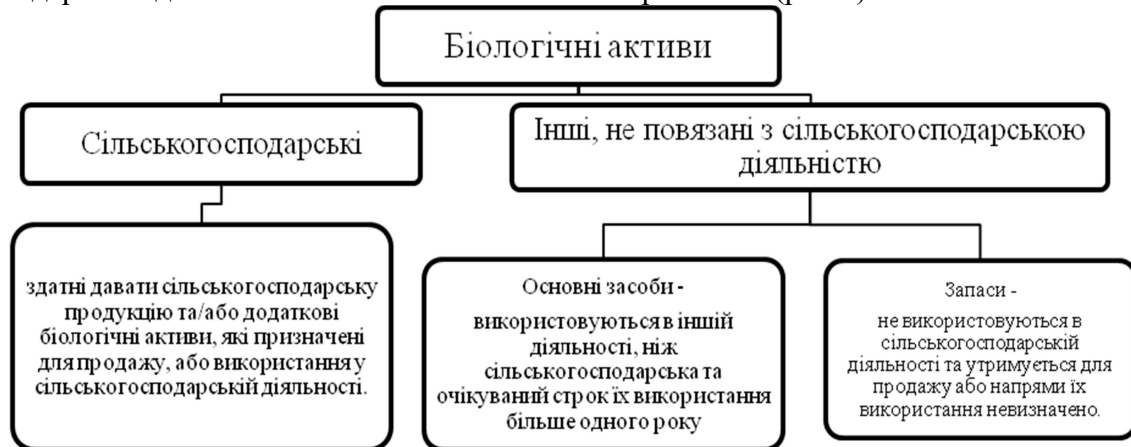 Біологічні активи
Сільськогосподарські
Інші, не повязані з сільськогосподарською
діяльністю
здатні давати сільськогосподарську
продукцію та/або додаткові
біологічні активи, які призначені
для продажу, або використання у
сільськогосподарській діяльності.
Основні засоби -
використовуються в іншій
діяльності, ніж
сільськогосподарська та
очікуваний строк їх використання
більше одного року
Запаси -
не використовуються в
сільськогосподарській
діяльності та утримується для
продажу або напрями їх
використання невизначено.